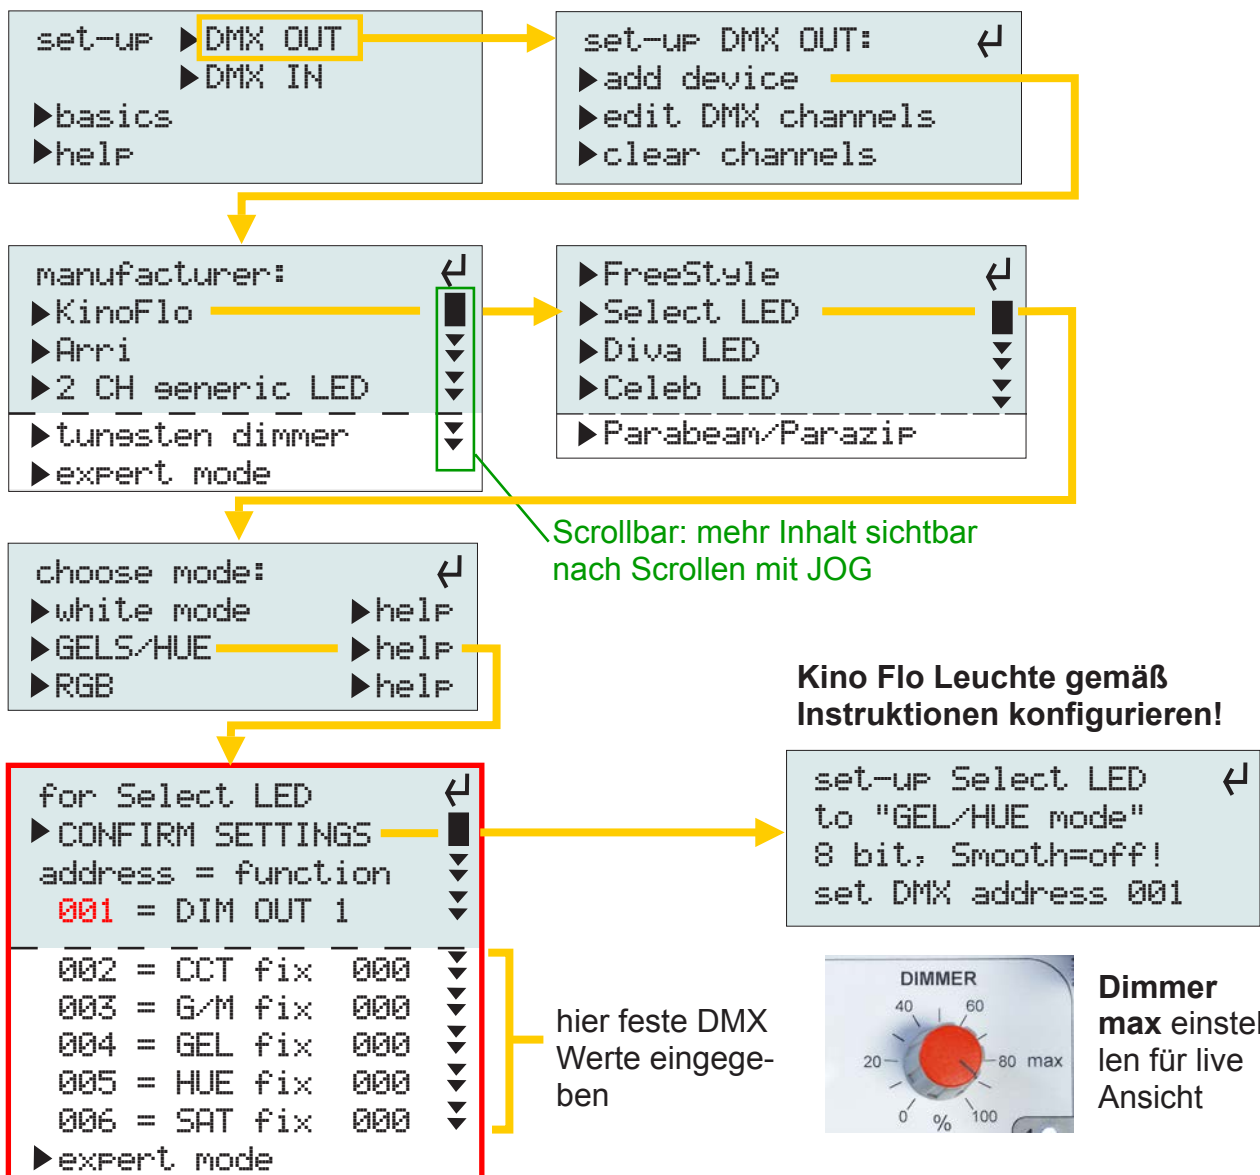 set-up ▶DMX OUT
▶DMX IN
▶basics
▶help
set-up DMX OUT:
▶add device
▶edit DMX channels
▶clear channels
manufacturer:
▶KinoFlo
▶Arri
▶2 CH generic LED
▶tungsten dimmer
▶expert mode
▶FreeStyle
▶Select LED
▶Diva LED
▶Celeb LED
▶Parabeam/Parazip
Scrollbar: mehr Inhalt sichtbar
nach Scrollen mit JOG
choose mode:
▶white mode ▶help
▶GELS/HUE ▶help
▶RGB ▶help
Kino Flo Leuchte gemäß
Instruktionen konfigurieren!
for Select LED
▶CONFIRM SETTINGS
address = function
001 = DIM OUT 1
002 = CCT fix 000
003 = G/M fix 000
004 = GEL fix 000
005 = HUE fix 000
006 = SAT fix 000
▶expert mode
hier feste DMX
Werte eingege-
ben
set-up Select LED
to "GEL/HUE mode"
8 bit, Smooth=off!
set DMX address 001
DIMMER
40 60
20 80 max
0 % 100
Dimmer
max einstel
len für live
Ansicht